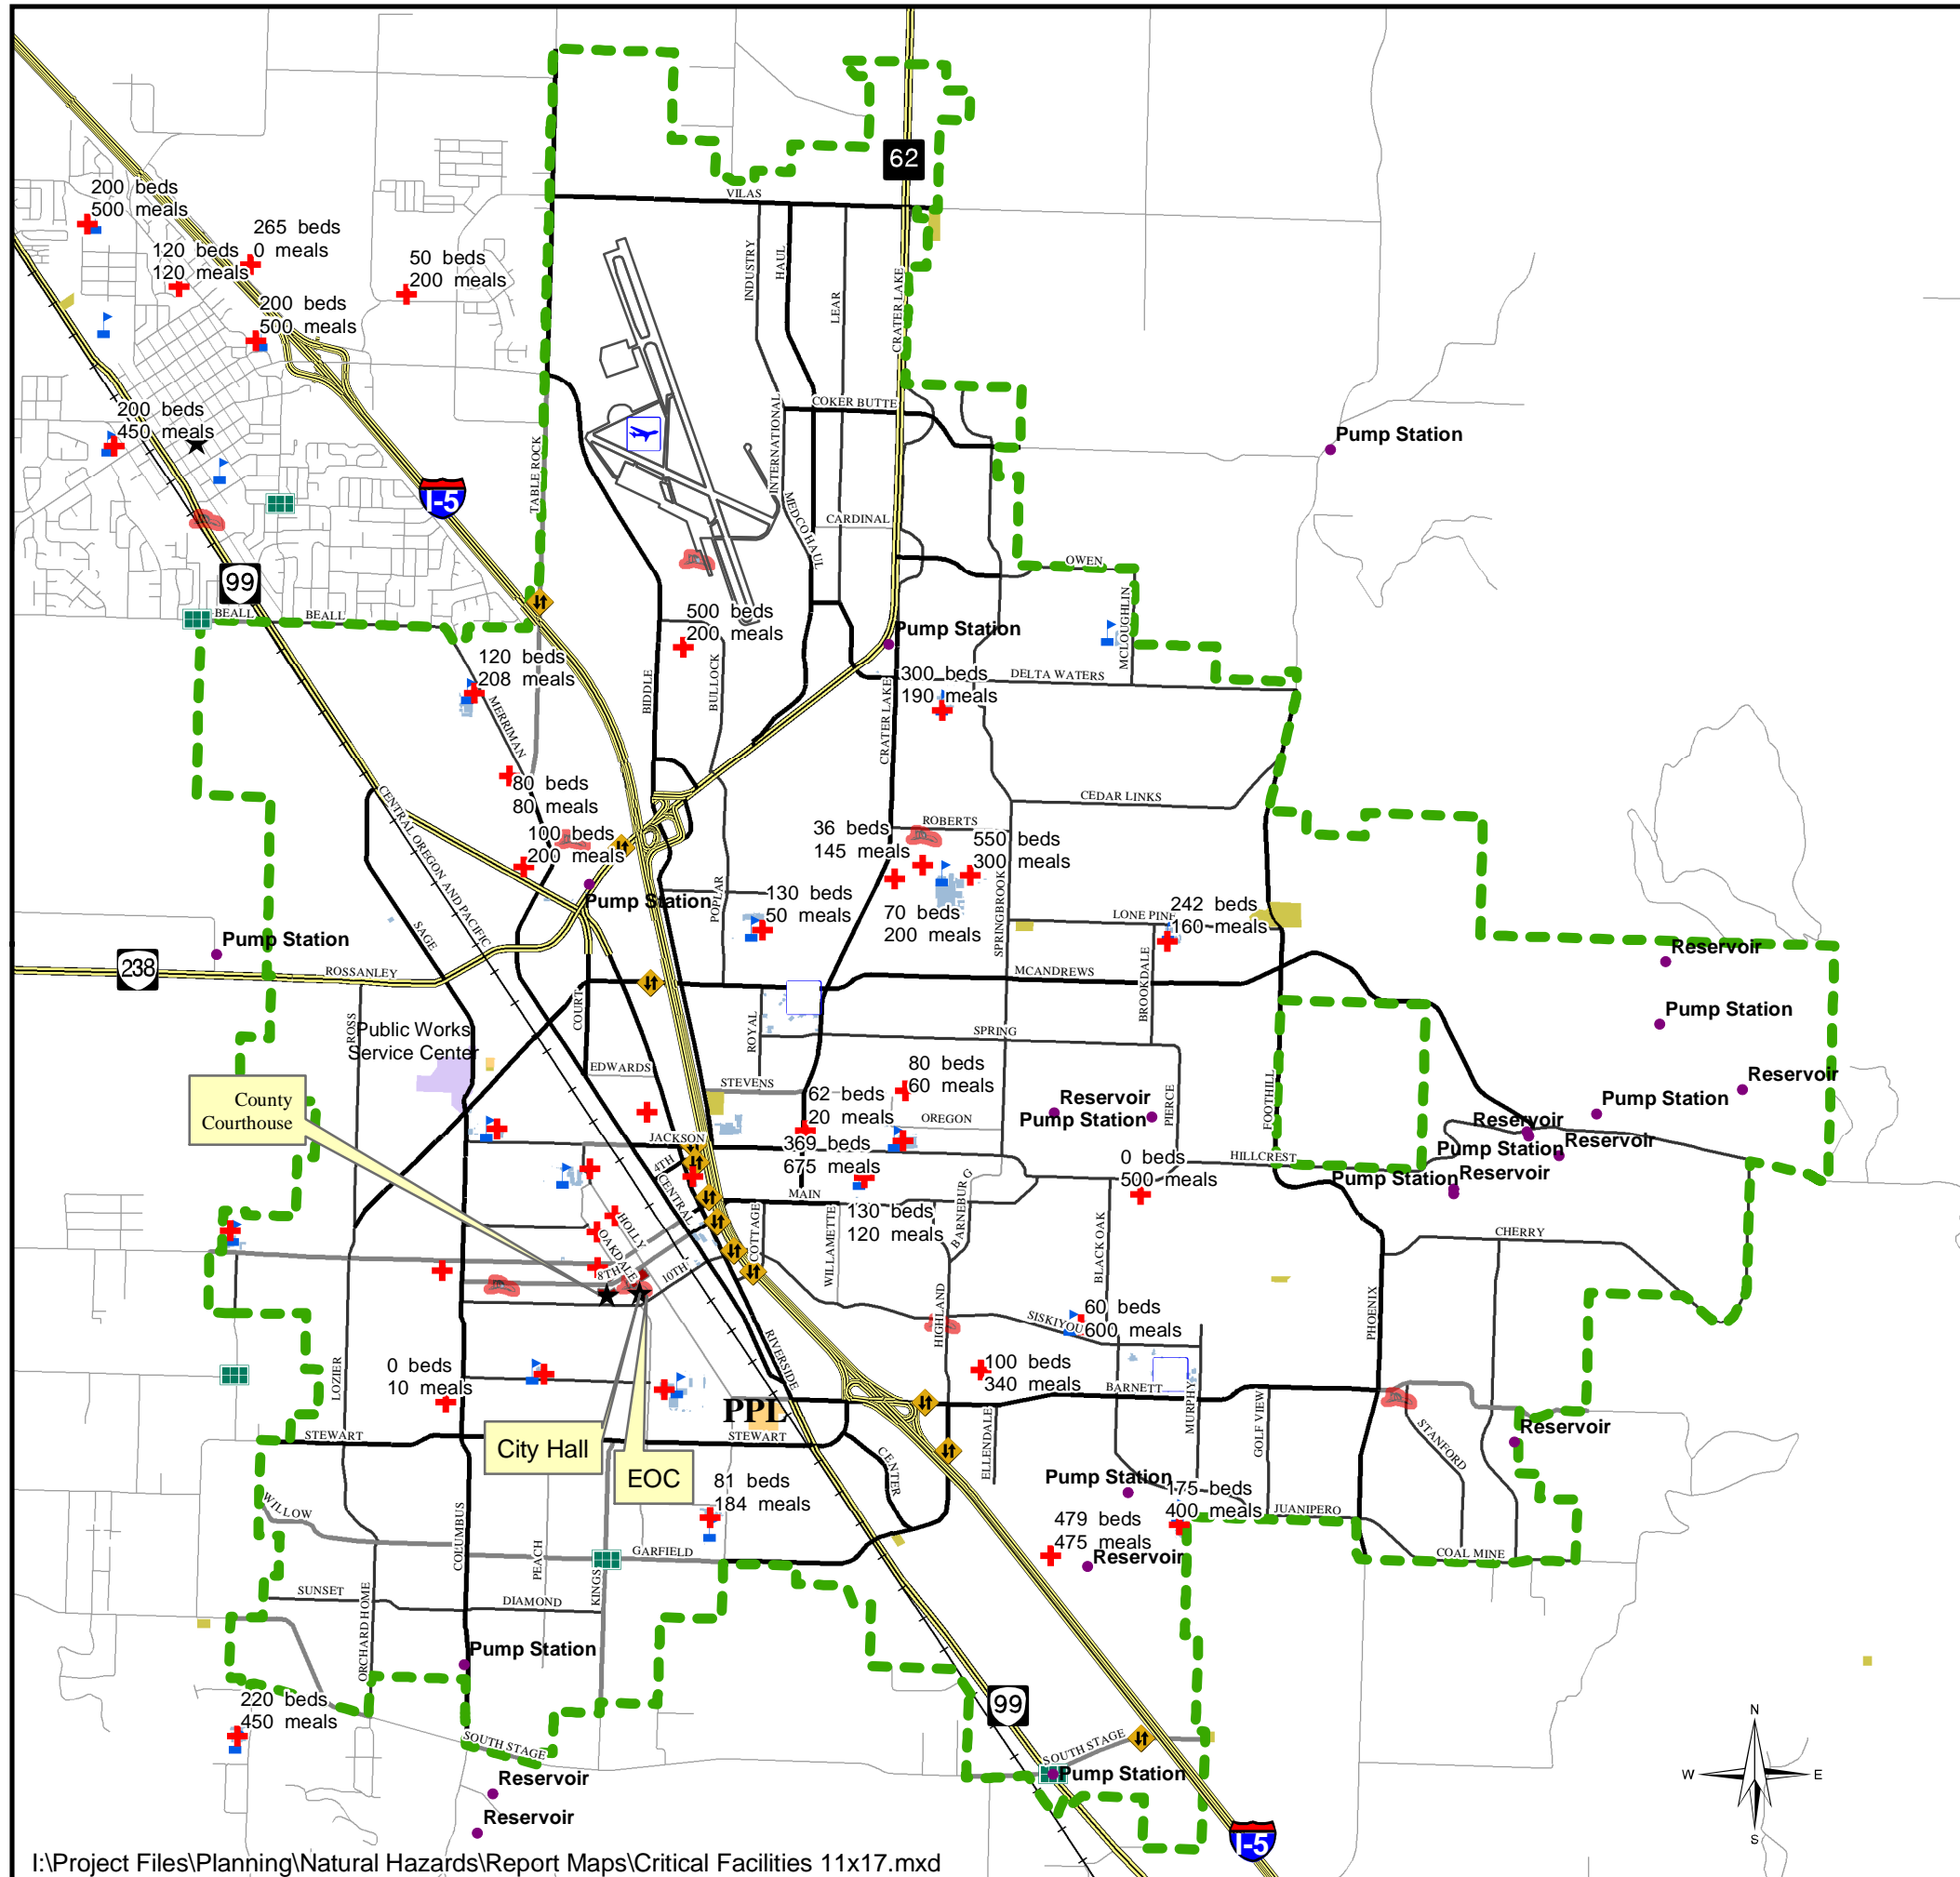 62
VILAS
200 beds
500 meals
265 beds
0 meals
120 beds
120 meals
50 beds
200 meals
200 beds
500 meals
INDUSTRY
HAUL
LEAR
CRATER LAKE
200 beds
450 meals
COKER BUTTE
INTERNATIONAL
TABLE ROCK
I-5
Pump Station
MEDCO HAUL
CARDINAL
OWEN
99
BEALL
BEALL
MCLOUGHLIN
500 beds
200 meals
Pump Station
120 beds
208 meals
BIDDLE
BULLOCK
300 beds
190 meals
DELTA WATERS
CRATER LAKE
MERRIMAN
80 beds
80 meals
CEDAR LINKS
CENTRAL OREGON AND PACIFIC
100 beds
200 meals
36 beds
145 meals
ROBERTS
550 beds
300 meals
SPRINGBROOK
Pump Station
POPLAR
130 beds
50 meals
70 beds
200 meals
LONE PINE
242 beds
160 meals
SAGE
Pump Station
238
ROSSANLEY
MCANDREWS
BROOKDALE
Reservoir
Pump Station
ROSS
Public Works
Service Center
COURT
ROYAL
SPRING
EDWARDS
STEVENS
80 beds
60 meals
62 beds
20 meals
OREGON
Reservoir
Pump Station
PIERCE
FOOTHILL
Reservoir
Pump Station
Reservoir
Pump Station
Reservoir
Pump Station
Reservoir
County
Courthouse
JACKSON
4TH
CENTRAL
369 beds
675 meals
0 beds
500 meals
HILLCREST
MAIN
BARNEBURG
130 beds
120 meals
WILLAMETTE
COTTAGE
BLACK OAK
CHERRY
HOLLY
OAKDALE
8TH
10TH
PHOENIX
HIGHLAND
SISKIYOU
60 beds
600 meals
RIVERSIDE
LOZIER
0 beds
10 meals
100 beds
340 meals
BARNETT
MURPHY
GOLF VIEW
STANFORD
PPL
STEWART
STEWART
City Hall
EOC
CENTER
ELLENDALE
Reservoir
81 beds
184 meals
Pump Station
175 beds
400 meals
JUANIPERO
479 beds
475 meals
Reservoir
COAL MINE
WILLOW
COLUMBUS
PEACH
KINGS
GARFIELD
SUNSET
ORCHARD HOME
DIAMOND
Pump Station
220 beds
450 meals
SOUTH STAGE
99
SOUTH STAGE
Pump Station
Reservoir
Reservoir
N
W
E
S
I-5
I:\Project Files\Planning\Natural Hazards\Report Maps\Critical Facilities 11x17.mxd